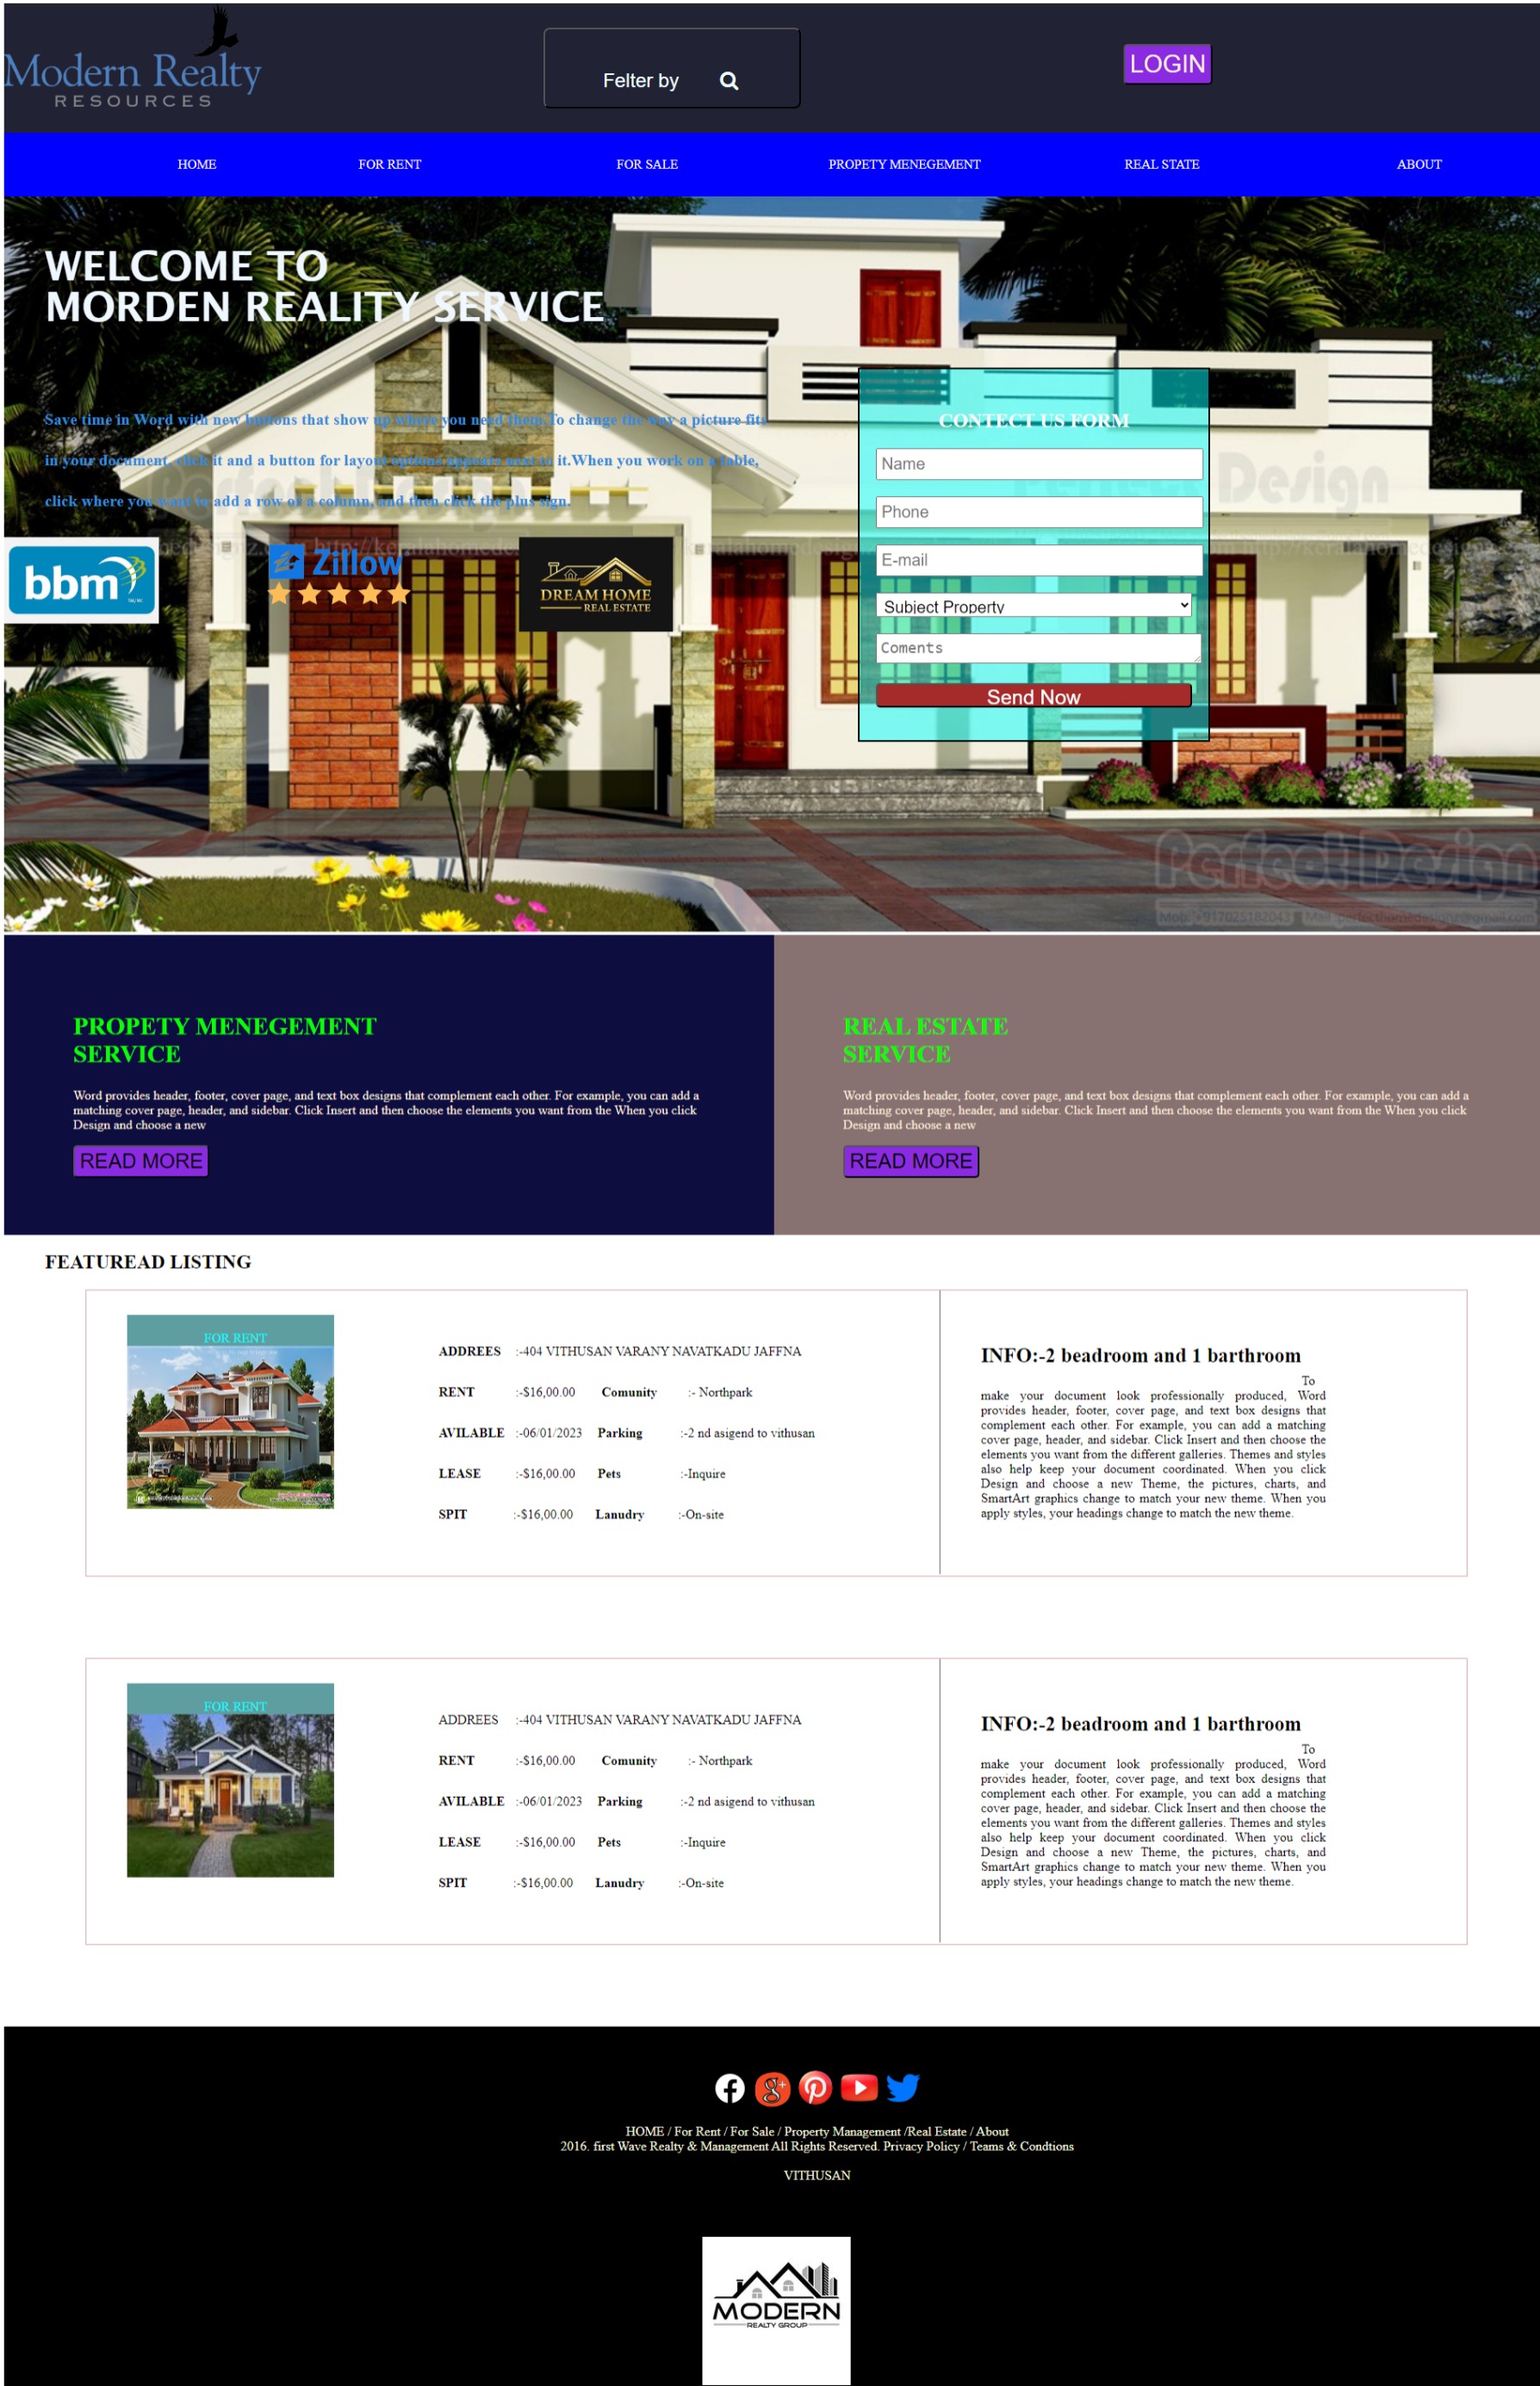 Modern Realty
RESOURCES
Felter by
LOGIN
HOME FOR RENT FOR SALE PROPETY MENEGEMENT REAL STATE ABOUT
WELCOME TO
MORDEN REALITY SERVICE
Save time in Word with new buttons that show up where you need them.To change the way a picture fits
in your document, click it and a button for layout options appears next to it.When you work on a table,
click where you want to add a row or a column, and then click the plus sign.
bbm
Zillow
DREAM HOME
REAL ESTATE
CONTECT US FORM
Name
Phone
E-mail
Subject Property
Coments
Send Now
Perfect Design
Perfect Design
Perfect Design
PROPETY MENEGEMENT
SERVICE
Word provides header, footer, cover page, and text box designs that complement each other. For example, you can add a
matching cover page, header, and sidebar. Click Insert and then choose the elements you want from the When you click
Design and choose a new
READ MORE
REAL ESTATE
SERVICE
Word provides header, footer, cover page, and text box designs that complement each other. For example, you can add a
matching cover page, header, and sidebar. Click Insert and then choose the elements you want from the When you click
Design and choose a new
READ MORE
FEATUREAD LISTING
FOR RENT
ADDREES :-404 VITHUSAN VARANY NAVATKADU JAFFNA
RENT :-$16,00.00 Comunity :- Northpark
AVILABLE :-06/01/2023 Parking :-2 nd asigend to vithusan
LEASE :-$16,00.00 Pets :-Inquire
SPIT :-$16,00.00 Lanudry :-On-site
INFO:-2 beadroom and 1 barthroom
To
make your document look professionally produced, Word
provides header, footer, cover page, and text box designs that
complement each other. For example, you can add a matching
cover page, header, and sidebar. Click Insert and then choose the
elements you want from the different galleries. Themes and styles
also help keep your document coordinated. When you click
Design and choose a new Theme, the pictures, charts, and
SmartArt graphics change to match your new theme. When you
apply styles, your headings change to match the new theme.
FOR RENT
ADDREES :-404 VITHUSAN VARANY NAVATKADU JAFFNA
RENT :-$16,00.00 Comunity :- Northpark
AVILABLE :-06/01/2023 Parking :-2 nd asigend to vithusan
LEASE :-$16,00.00 Pets :-Inquire
SPIT :-$16,00.00 Lanudry :-On-site
INFO:-2 beadroom and 1 barthroom
To
make your document look professionally produced, Word
provides header, footer, cover page, and text box designs that
complement each other. For example, you can add a matching
cover page, header, and sidebar. Click Insert and then choose the
elements you want from the different galleries. Themes and styles
also help keep your document coordinated. When you click
Design and choose a new Theme, the pictures, charts, and
SmartArt graphics change to match your new theme. When you
apply styles, your headings change to match the new theme.
HOME / For Rent / For Sale / Property Management /Real Estate / About
2016. first Wave Realty & Management All Rights Reserved. Privacy Policy / Teams & Condtions
VITHUSAN
MODERN
REALTY GROUP